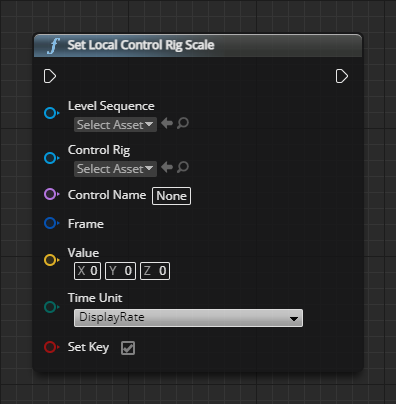 f Set Local Control Rig Scale
Level Sequence
Select Asset
Control Rig
Select Asset
Control Name None
Frame
Value
X 0 Y 0 Z 0
Time Unit
DisplayRate
Set Key